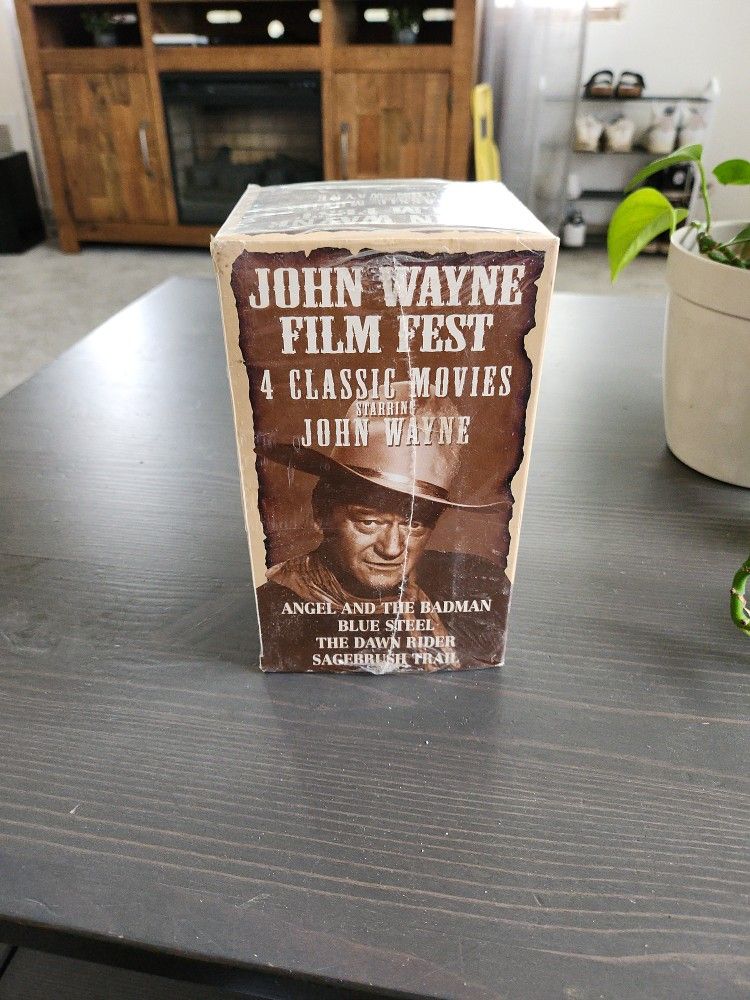 JOHN WAYNE
FILM FEST
4 CLASSIC MOVIES
STARRING
JOHN WAYNE
ANGEL AND THE BADMAN
BLUE STEEL
THE DAWN RIDER
SAGEBRUSH TRAIL